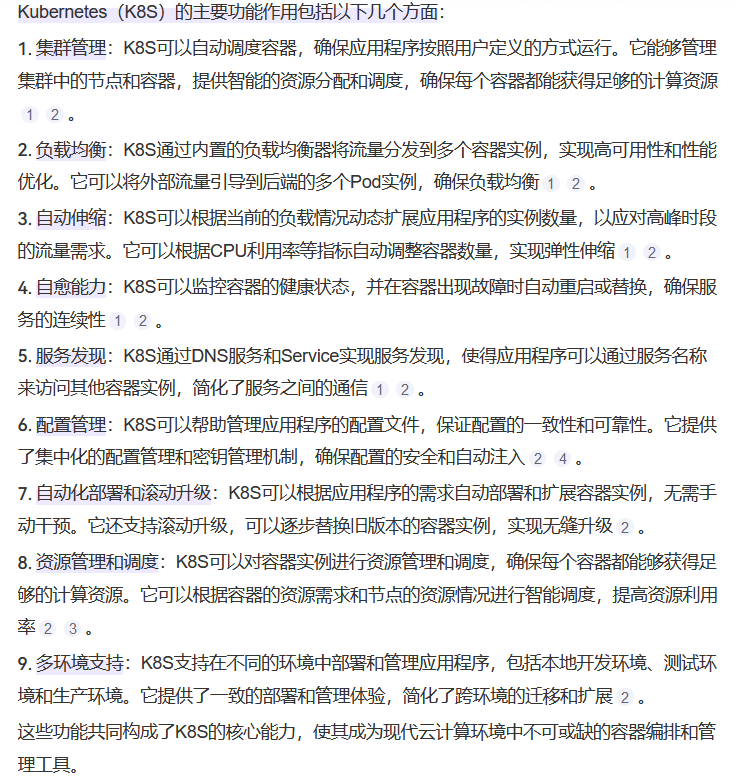 Kubernetes（K8S）的主要功能作用包括以下几个方面：
1. 集群管理：K8S可以自动调度容器，确保应用程序按照用户定义的方式运行。它能够管理
集群中的节点和容器，提供智能的资源分配和调度，确保每个容器都能获得足够的计算资源
1 2 。
2. 负载均衡：K8S通过内置的负载均衡器将流量分发到多个容器实例，实现高可用性和性能
优化。它可以将外部流量引导到后端的多个Pod实例，确保负载均衡 1 2 。
3. 自动伸缩：K8S可以根据当前的负载情况动态扩展应用程序的实例数量，以应对高峰时段
的流量需求。它可以根据CPU利用率等指标自动调整容器数量，实现弹性伸缩 1 2 。
4. 自愈能力：K8S可以监控容器的健康状态，并在容器出现故障时自动重启或替换，确保服
务的连续性 1 2 。
5. 服务发现：K8S通过DNS服务和Service实现服务发现，使得应用程序可以通过服务名称
来访问其他容器实例，简化了服务之间的通信 1 2 。
6. 配置管理：K8S可以帮助管理应用程序的配置文件，保证配置的一致性和可靠性。它提供
了集中化的配置管理和密钥管理机制，确保配置的安全和自动注入 2 4 。
7. 自动化部署和滚动升级：K8S可以根据应用程序的需求自动部署和扩展容器实例，无需手
动干预。它还支持滚动升级，可以逐步替换旧版本的容器实例，实现无缝升级 2 。
8. 资源管理和调度：K8S可以对容器实例进行资源管理和调度，确保每个容器都能够获得足
够的计算资源。它可以根据容器的资源需求和节点的资源情况进行智能调度，提高资源利用
率 2 3 。
9. 多环境支持：K8S支持在不同的环境中部署和管理应用程序，包括本地开发环境、测试环
境和生产环境。它提供了一致的部署和管理体验，简化了跨环境的迁移和扩展 2 。
这些功能共同构成了K8S的核心能力，使其成为现代云计算环境中不可或缺的容器编排和管
理工具。